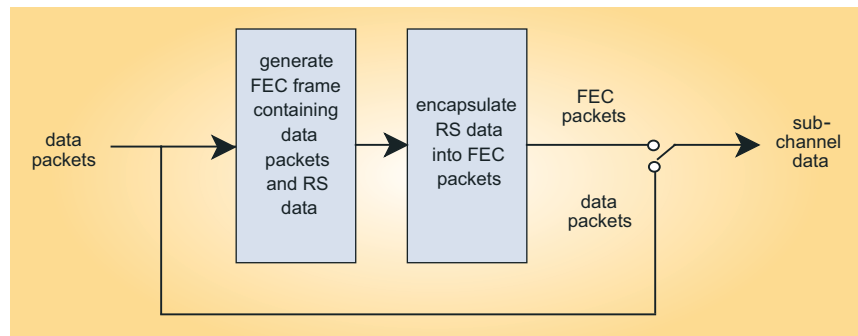 data
packets
generate
FEC frame
containing
data
packets
and RS
data
encapsulate
RS data
into FEC
packets
FEC
packets
data
packets
sub-
channel
data